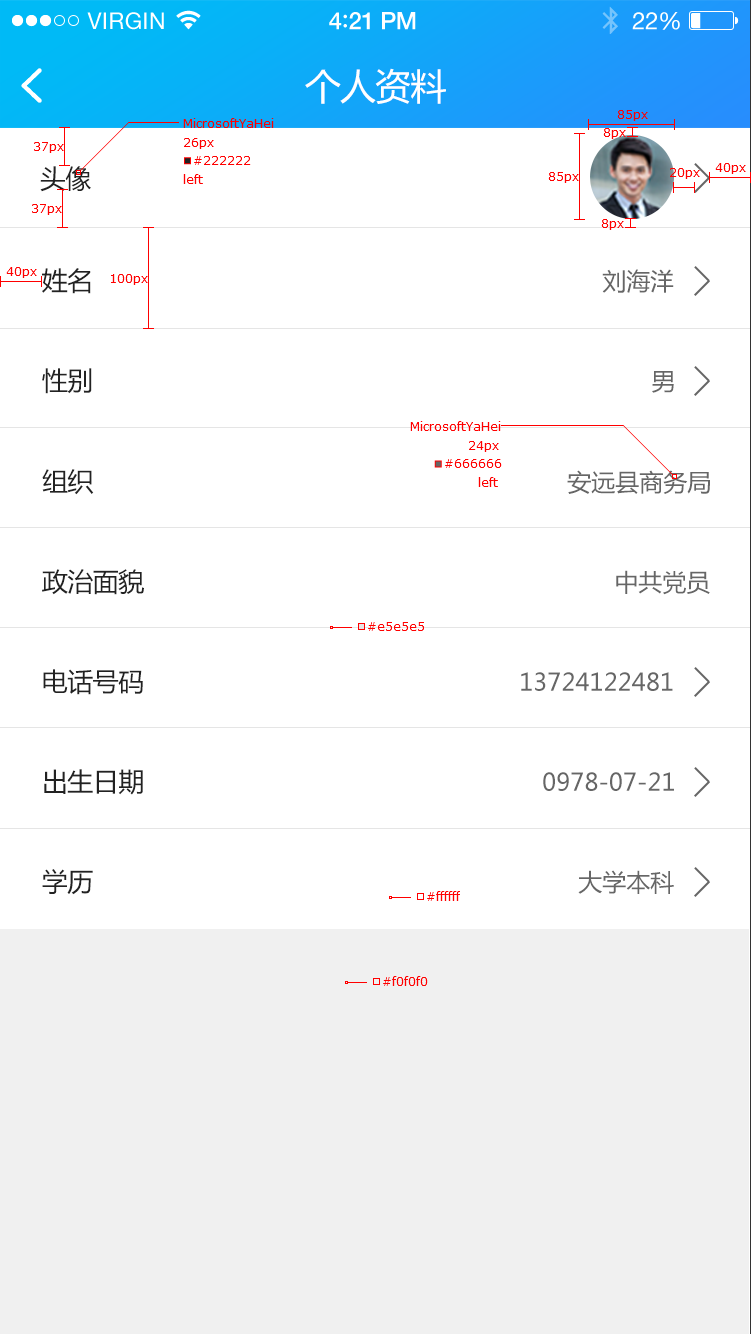 VIRGIN 4:21 PM 22%
个人资料
85px
MicrosoftYaHei
37px 26px 8px
#222222
头像 left 85px 20px 40px
37px 8px
40px 姓名 100px 刘海洋
性别 男
MicrosoftYaHei
24px
#666666
组织 left 安远县商务局
政治面貌 中共党员
#e5e5e5
电话号码 13724122481
出生日期 0978-07-21
学历 大学本科
#ffffff
#f0f0f0